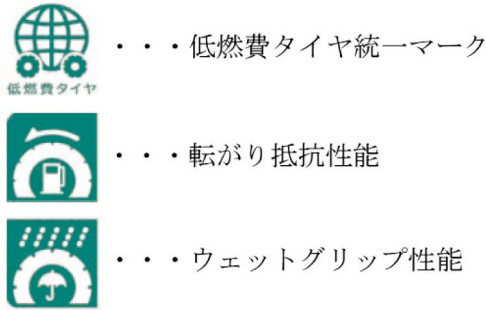 ・・・低燃費タイヤ統一マーク
低燃費タイヤ
・・・転がり抵抗性能
・・・ウェットグリップ性能